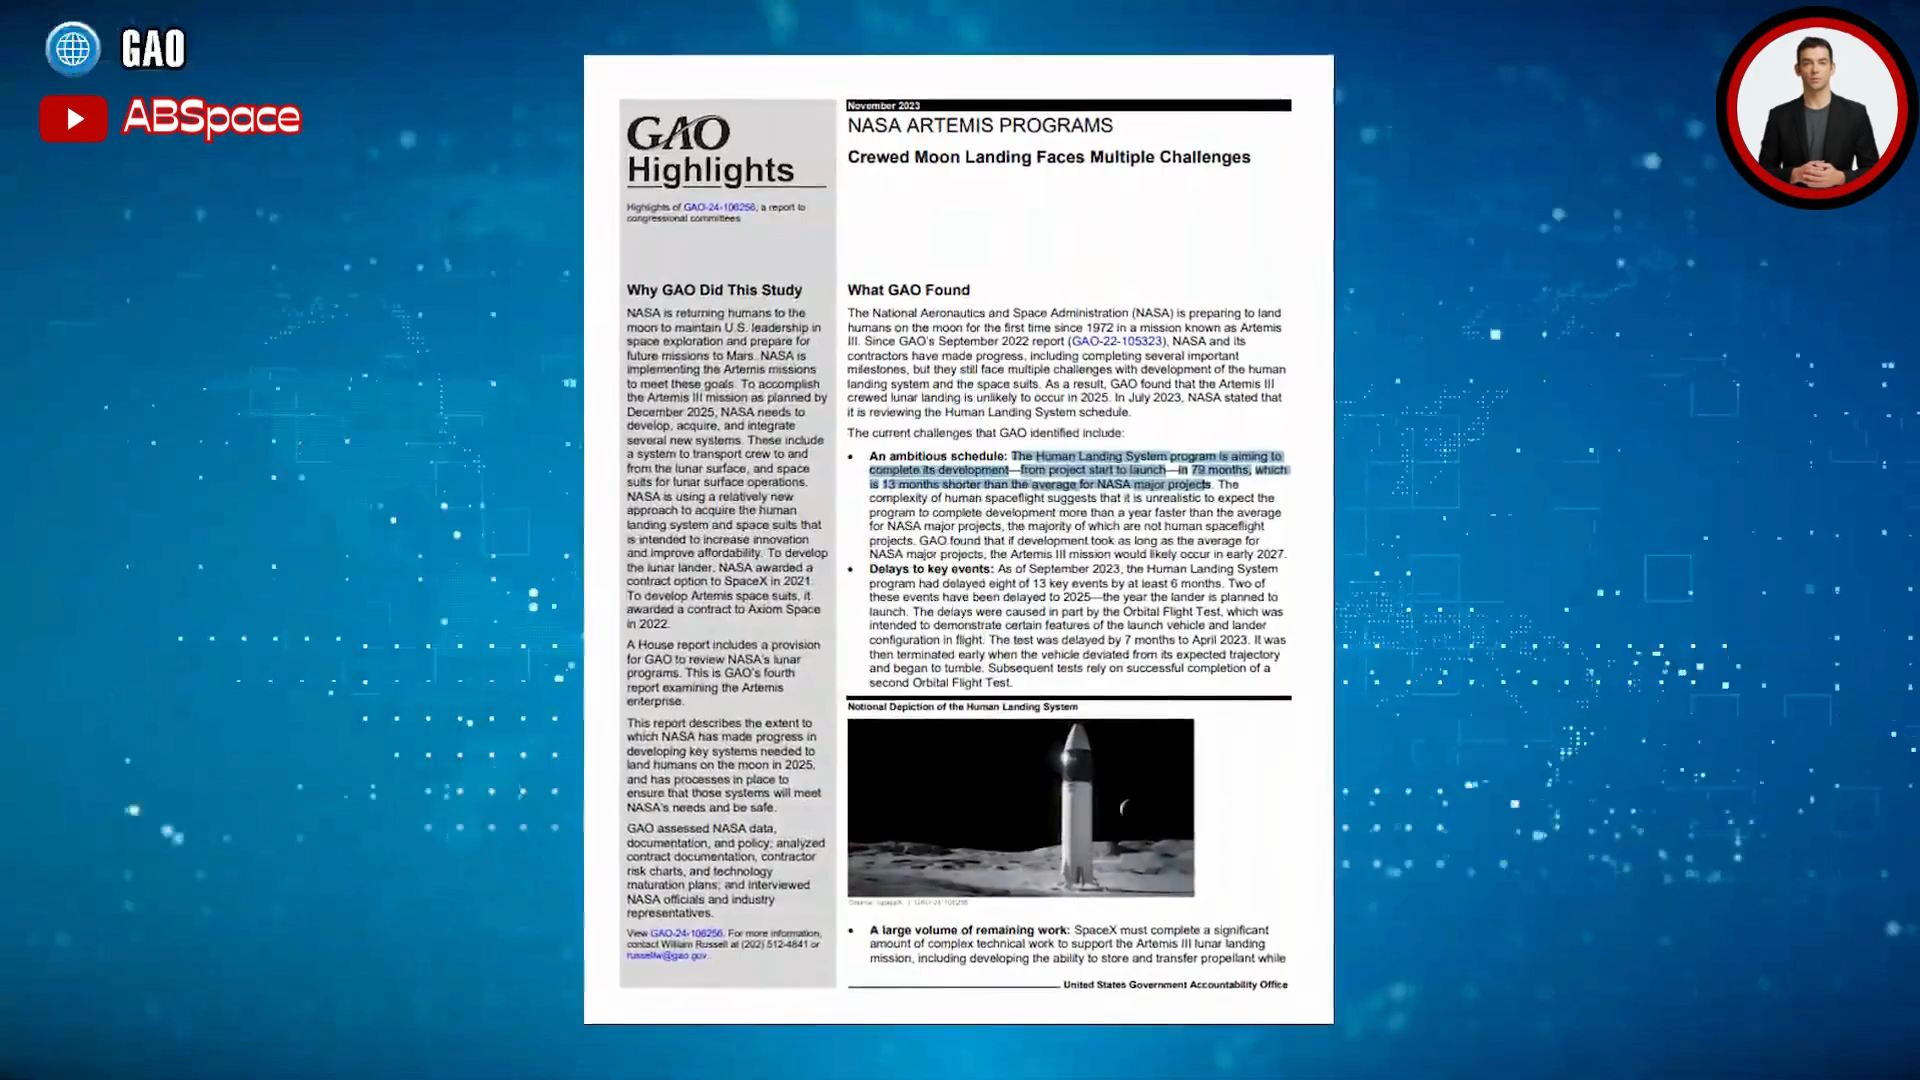 GAO
ABSpace
GAO
Highlights
Highlights of GAO-24-106256, a report to
congressional committees
Why GAO Did This Study
NASA is returning humans to the
moon to maintain U.S. leadership in
space exploration and prepare for
future missions to Mars. NASA is
implementing the Artemis missions
to meet these goals. To accomplish
the Artemis III mission as planned by
December 2025, NASA needs to
develop, acquire, and integrate
several new systems. These include
a system to transport crew to and
from the lunar surface, and space
suits for lunar surface operations.
NASA is using a relatively new
approach to acquire the human
landing system and space suits that
is intended to increase innovation
and improve affordability. To develop
the lunar lander, NASA awarded a
contract option to SpaceX in 2021.
To develop Artemis space suits, it
awarded a contract to Axiom Space
in 2022.
A House report includes a provision
for GAO to review NASA's lunar
programs. This is GAO's fourth
report examining the Artemis
enterprise.
This report describes the extent to
which NASA has made progress in
developing key systems needed to
land humans on the moon in 2025,
and has processes in place to
ensure that those systems will meet
NASA's needs and be safe.
GAO assessed NASA data,
documentation, and policy; analyzed
contract documentation, contractor
risk charts, and technology
maturation plans; and interviewed
NASA officials and industry
representatives.
View GAO-24-106256. For more information,
contact William Russell at (202) 512-4841 or
russellw@gao.gov.
November 2023
NASA ARTEMIS PROGRAMS
Crewed Moon Landing Faces Multiple Challenges
What GAO Found
The National Aeronautics and Space Administration (NASA) is preparing to land
humans on the moon for the first time since 1972 in a mission known as Artemis
III. Since GAO's September 2022 report (GAO-22-105323), NASA and its
contractors have made progress, including completing several important
milestones, but they still face multiple challenges with development of the human
landing system and the space suits. As a result, GAO found that the Artemis III
crewed lunar landing is unlikely to occur in 2025. In July 2023, NASA stated that
it is reviewing the Human Landing System schedule.
The current challenges that GAO identified include:
• An ambitious schedule: The Human Landing System program is aiming to
complete its development—from project start to launch—in 79 months, which
is 13 months shorter than the average for NASA major projects. The
complexity of human spaceflight suggests that it is unrealistic to expect the
program to complete development more than a year faster than the average
for NASA major projects, the majority of which are not human spaceflight
projects. GAO found that if development took as long as the average for
NASA major projects, the Artemis III mission would likely occur in early 2027.
• Delays to key events: As of September 2023, the Human Landing System
program had delayed eight of 13 key events by at least 6 months. Two of
these events have been delayed to 2025—the year the lander is planned to
launch. The delays were caused in part by the Orbital Flight Test, which was
intended to demonstrate certain features of the launch vehicle and lander
configuration in flight. The test was delayed by 7 months to April 2023. It was
then terminated early when the vehicle deviated from its expected trajectory
and began to tumble. Subsequent tests rely on successful completion of a
second Orbital Flight Test.
Notional Depiction of the Human Landing System
Source: SpaceX. | GAO-24-106256
• A large volume of remaining work: SpaceX must complete a significant
amount of complex technical work to support the Artemis III lunar landing
mission, including developing the ability to store and transfer propellant while
United States Government Accountability Office